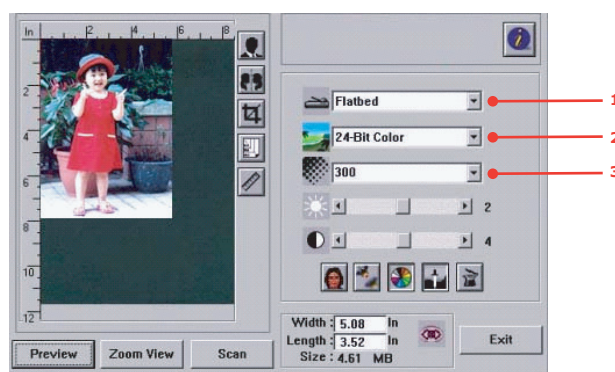 In 2 4 6 8
2
4
6
8
10
12
i
Flatbed
1
24-Bit Color
2
300
3
2
4
Width : 5.08 In
Length : 3.52 In
Size : 4.61 MB
Exit
Preview Zoom View Scan